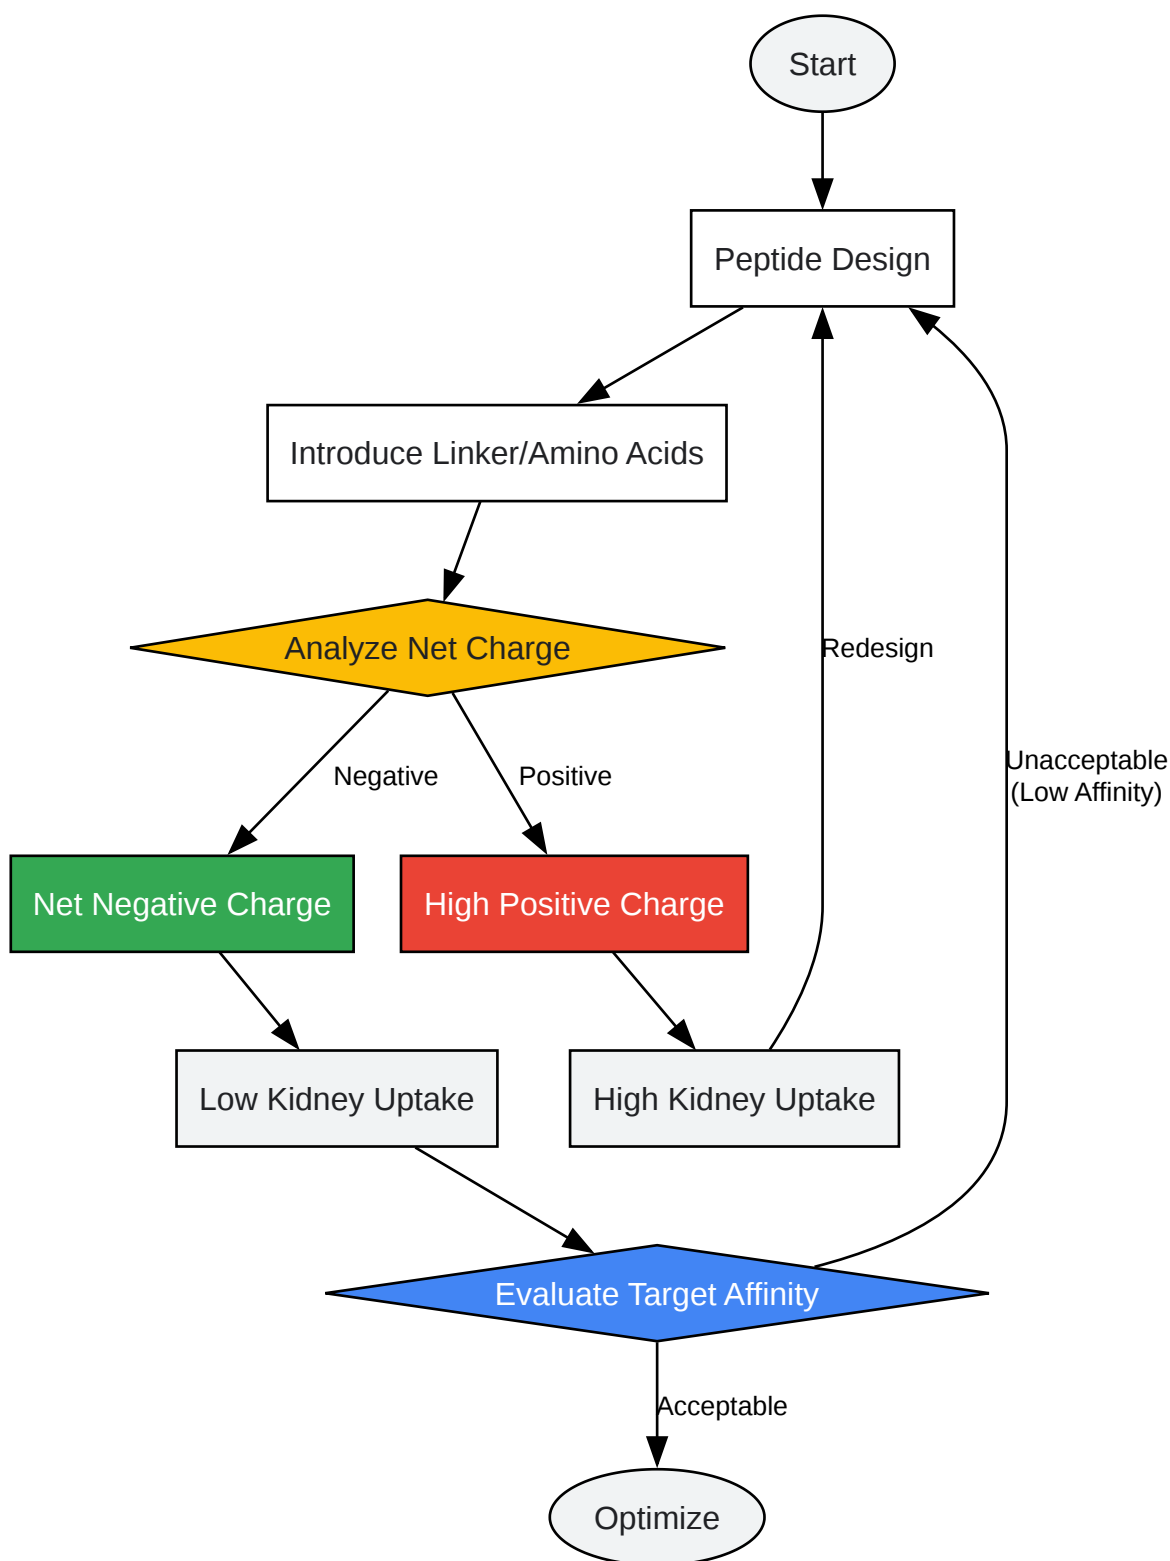 Start
Peptide Design
Introduce Linker/Amino Acids
Analyze Net Charge
Redesign
Unacceptable
(Low Affinity)
Negative
Positive
Net Negative Charge
High Positive Charge
Low Kidney Uptake
High Kidney Uptake
Evaluate Target Affinity
Acceptable
Optimize